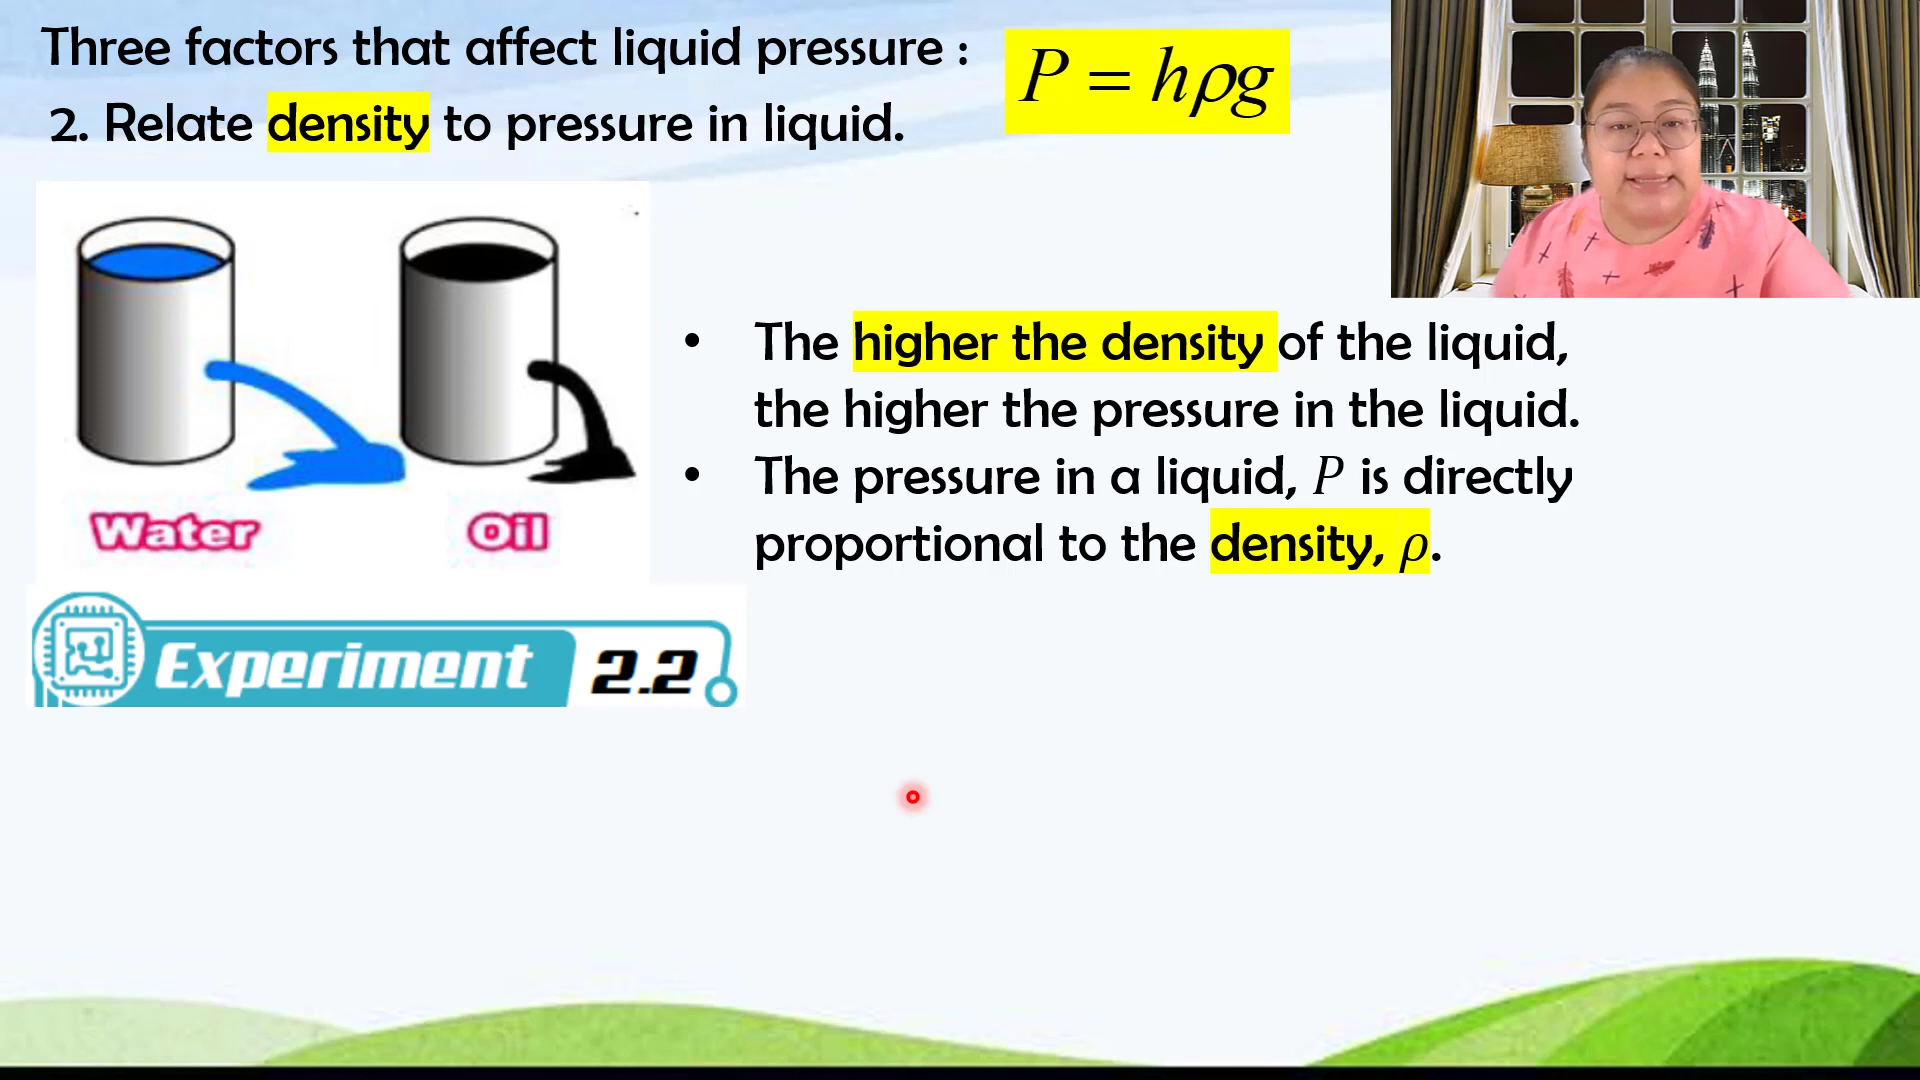 Three factors that affect liquid pressure :
P = hρg
2. Relate density to pressure in liquid.
• The higher the density of the liquid,
the higher the pressure in the liquid.
• The pressure in a liquid, P is directly
proportional to the density, ρ.
Water
Oil
Experiment 2.2